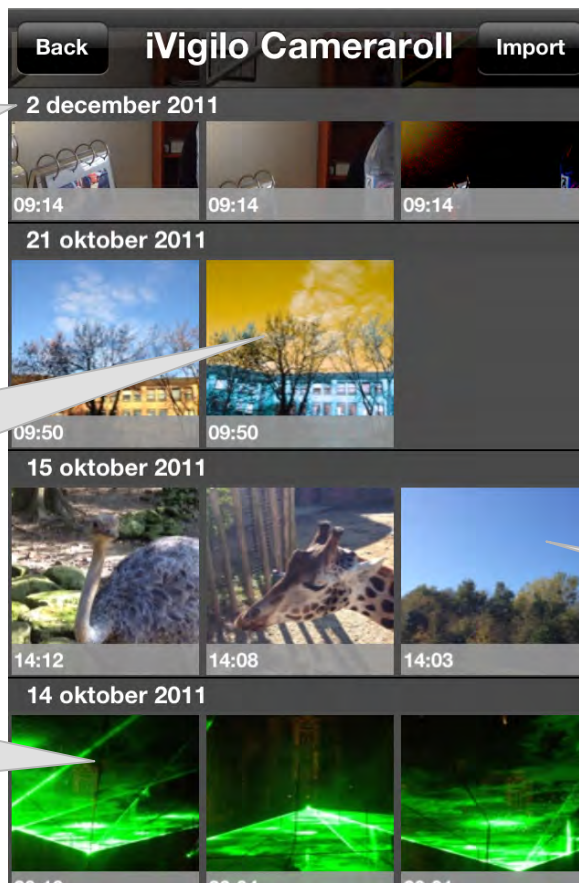 Back iVigilo Cameraroll Import
2 december 2011
09:14 09:14 09:14
21 oktober 2011
09:50 09:50
15 oktober 2011
14:12 14:08 14:03
14 oktober 2011